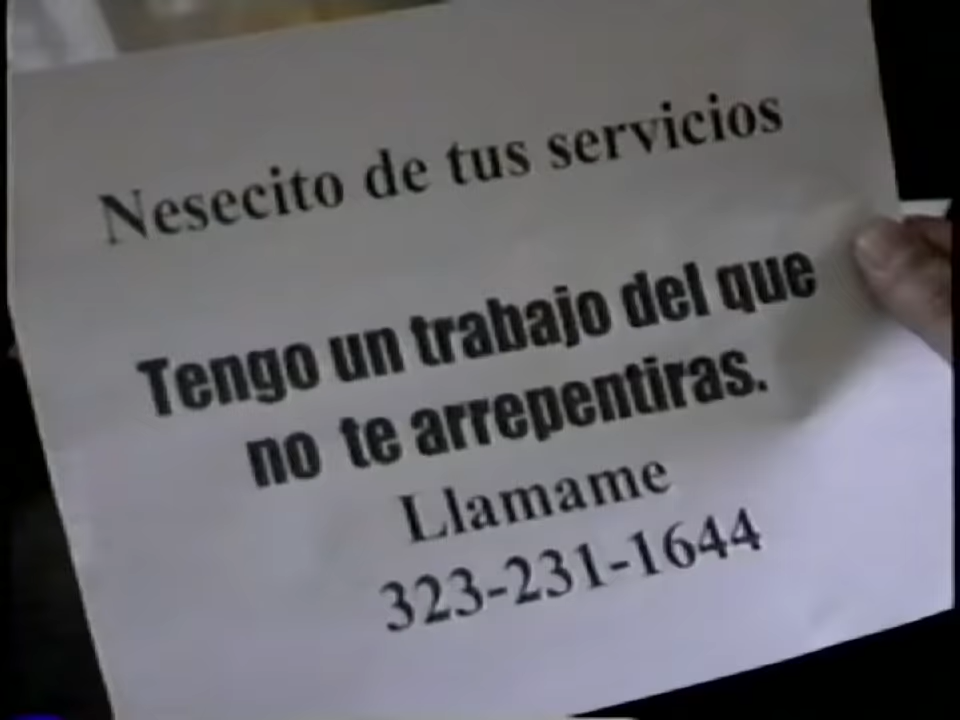 Nesecito de tus servicios
Tengo un trabajo del que
no te arrepentiras.
Llamame
323-231-1644